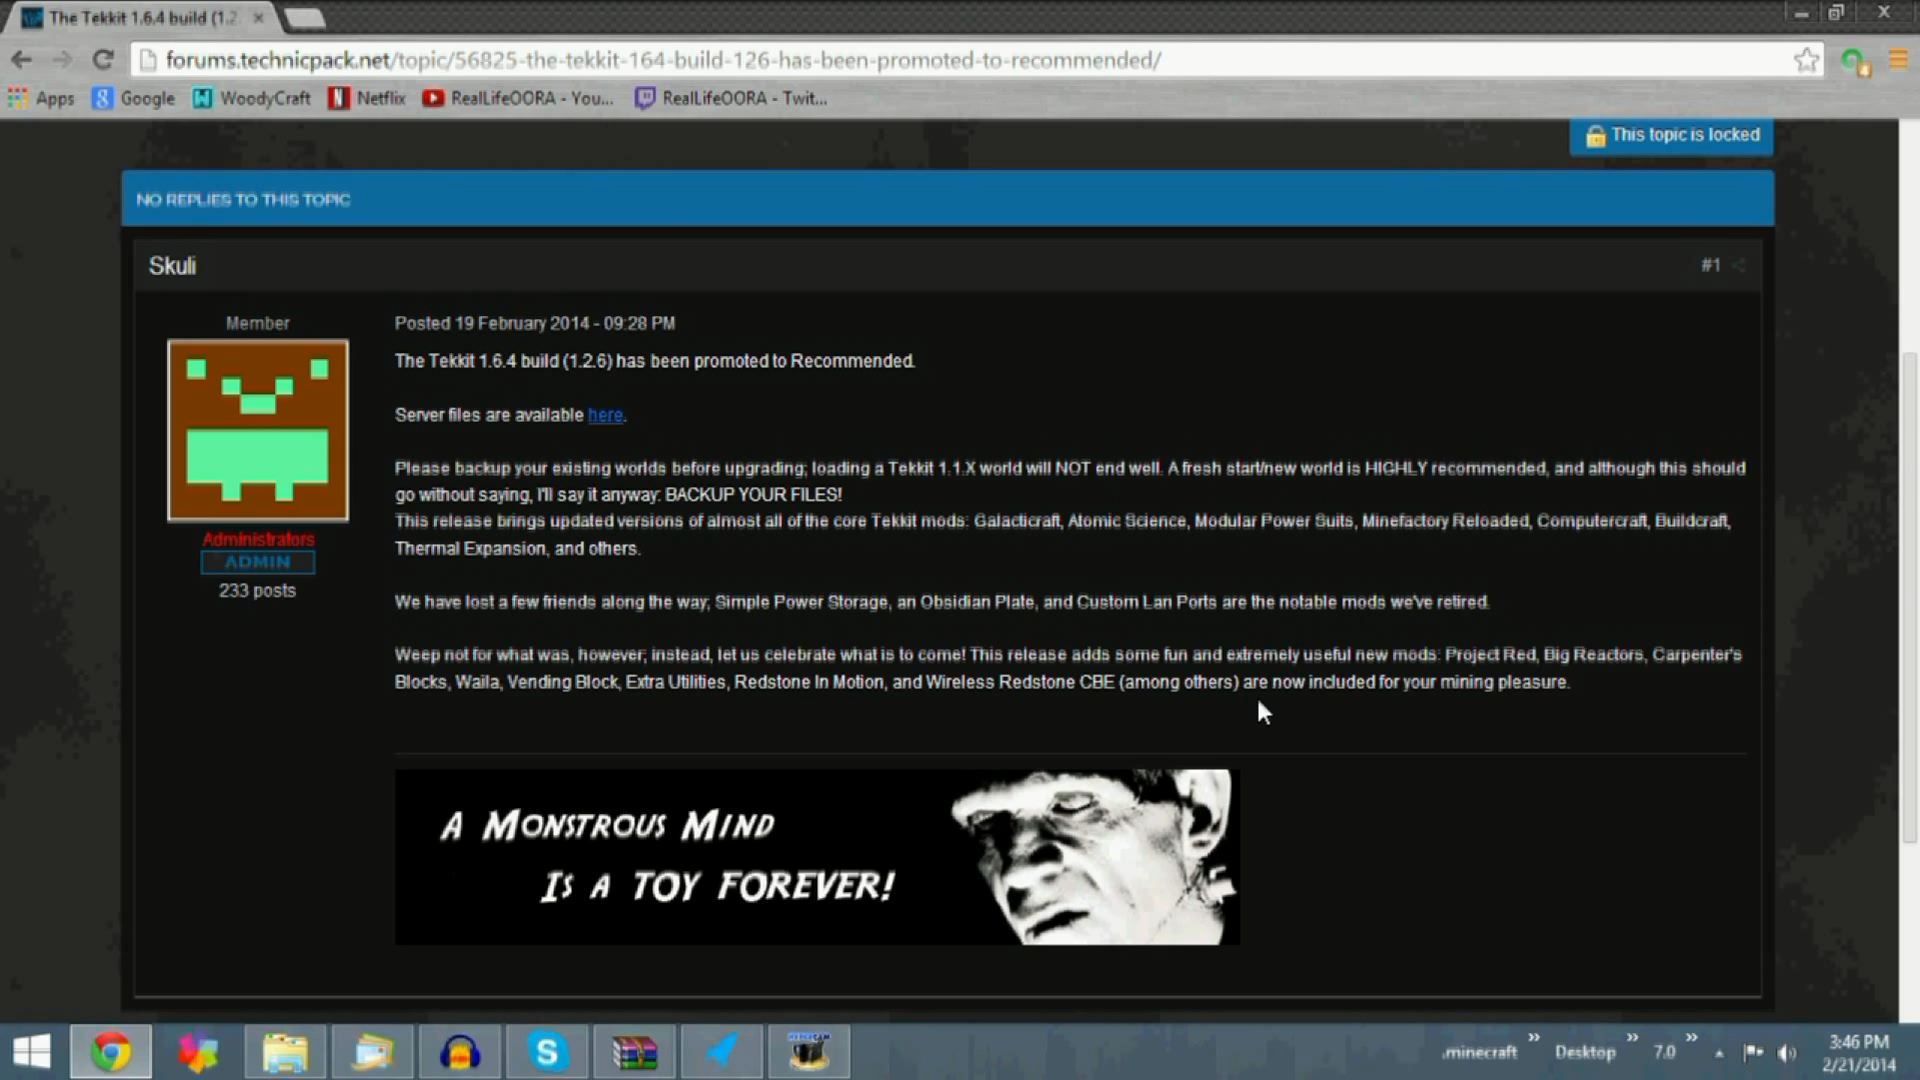 The Tekkit 1.6.4 build (1.2
forums.technicpack.net/topic/56825-the-tekkit-164-build-126-has-been-promoted-to-recommended/
Apps Google WoodyCraft Netflix RealLifeOORA - You... RealLifeOORA - Twit...
This topic is locked
NO REPLIES TO THIS TOPIC
Skuli #1
Member
Posted 19 February 2014 - 09:28 PM
The Tekkit 1.6.4 build (1.2.6) has been promoted to Recommended.
Server files are available here.
Please backup your existing worlds before upgrading; loading a Tekkit 1.1.X world will NOT end well. A fresh start/new world is HIGHLY recommended, and although this should
go without saying, I'll say it anyway: BACKUP YOUR FILES!
This release brings updated versions of almost all of the core Tekkit mods: Galacticraft, Atomic Science, Modular Power Suits, Minefactory Reloaded, Computercraft, Buildcraft,
Thermal Expansion, and others.
Administrators
ADMIN
233 posts
We have lost a few friends along the way; Simple Power Storage, an Obsidian Plate, and Custom Lan Ports are the notable mods we've retired.
Weep not for what was, however; instead, let us celebrate what is to come! This release adds some fun and extremely useful new mods: Project Red, Big Reactors, Carpenter's
Blocks, Waila, Vending Block, Extra Utilities, Redstone In Motion, and Wireless Redstone CBE (among others) are now included for your mining pleasure.
A MONSTROUS MIND
IS A TOY FOREVER!
.minecraft Desktop 7.0
3:46 PM
2/21/2014